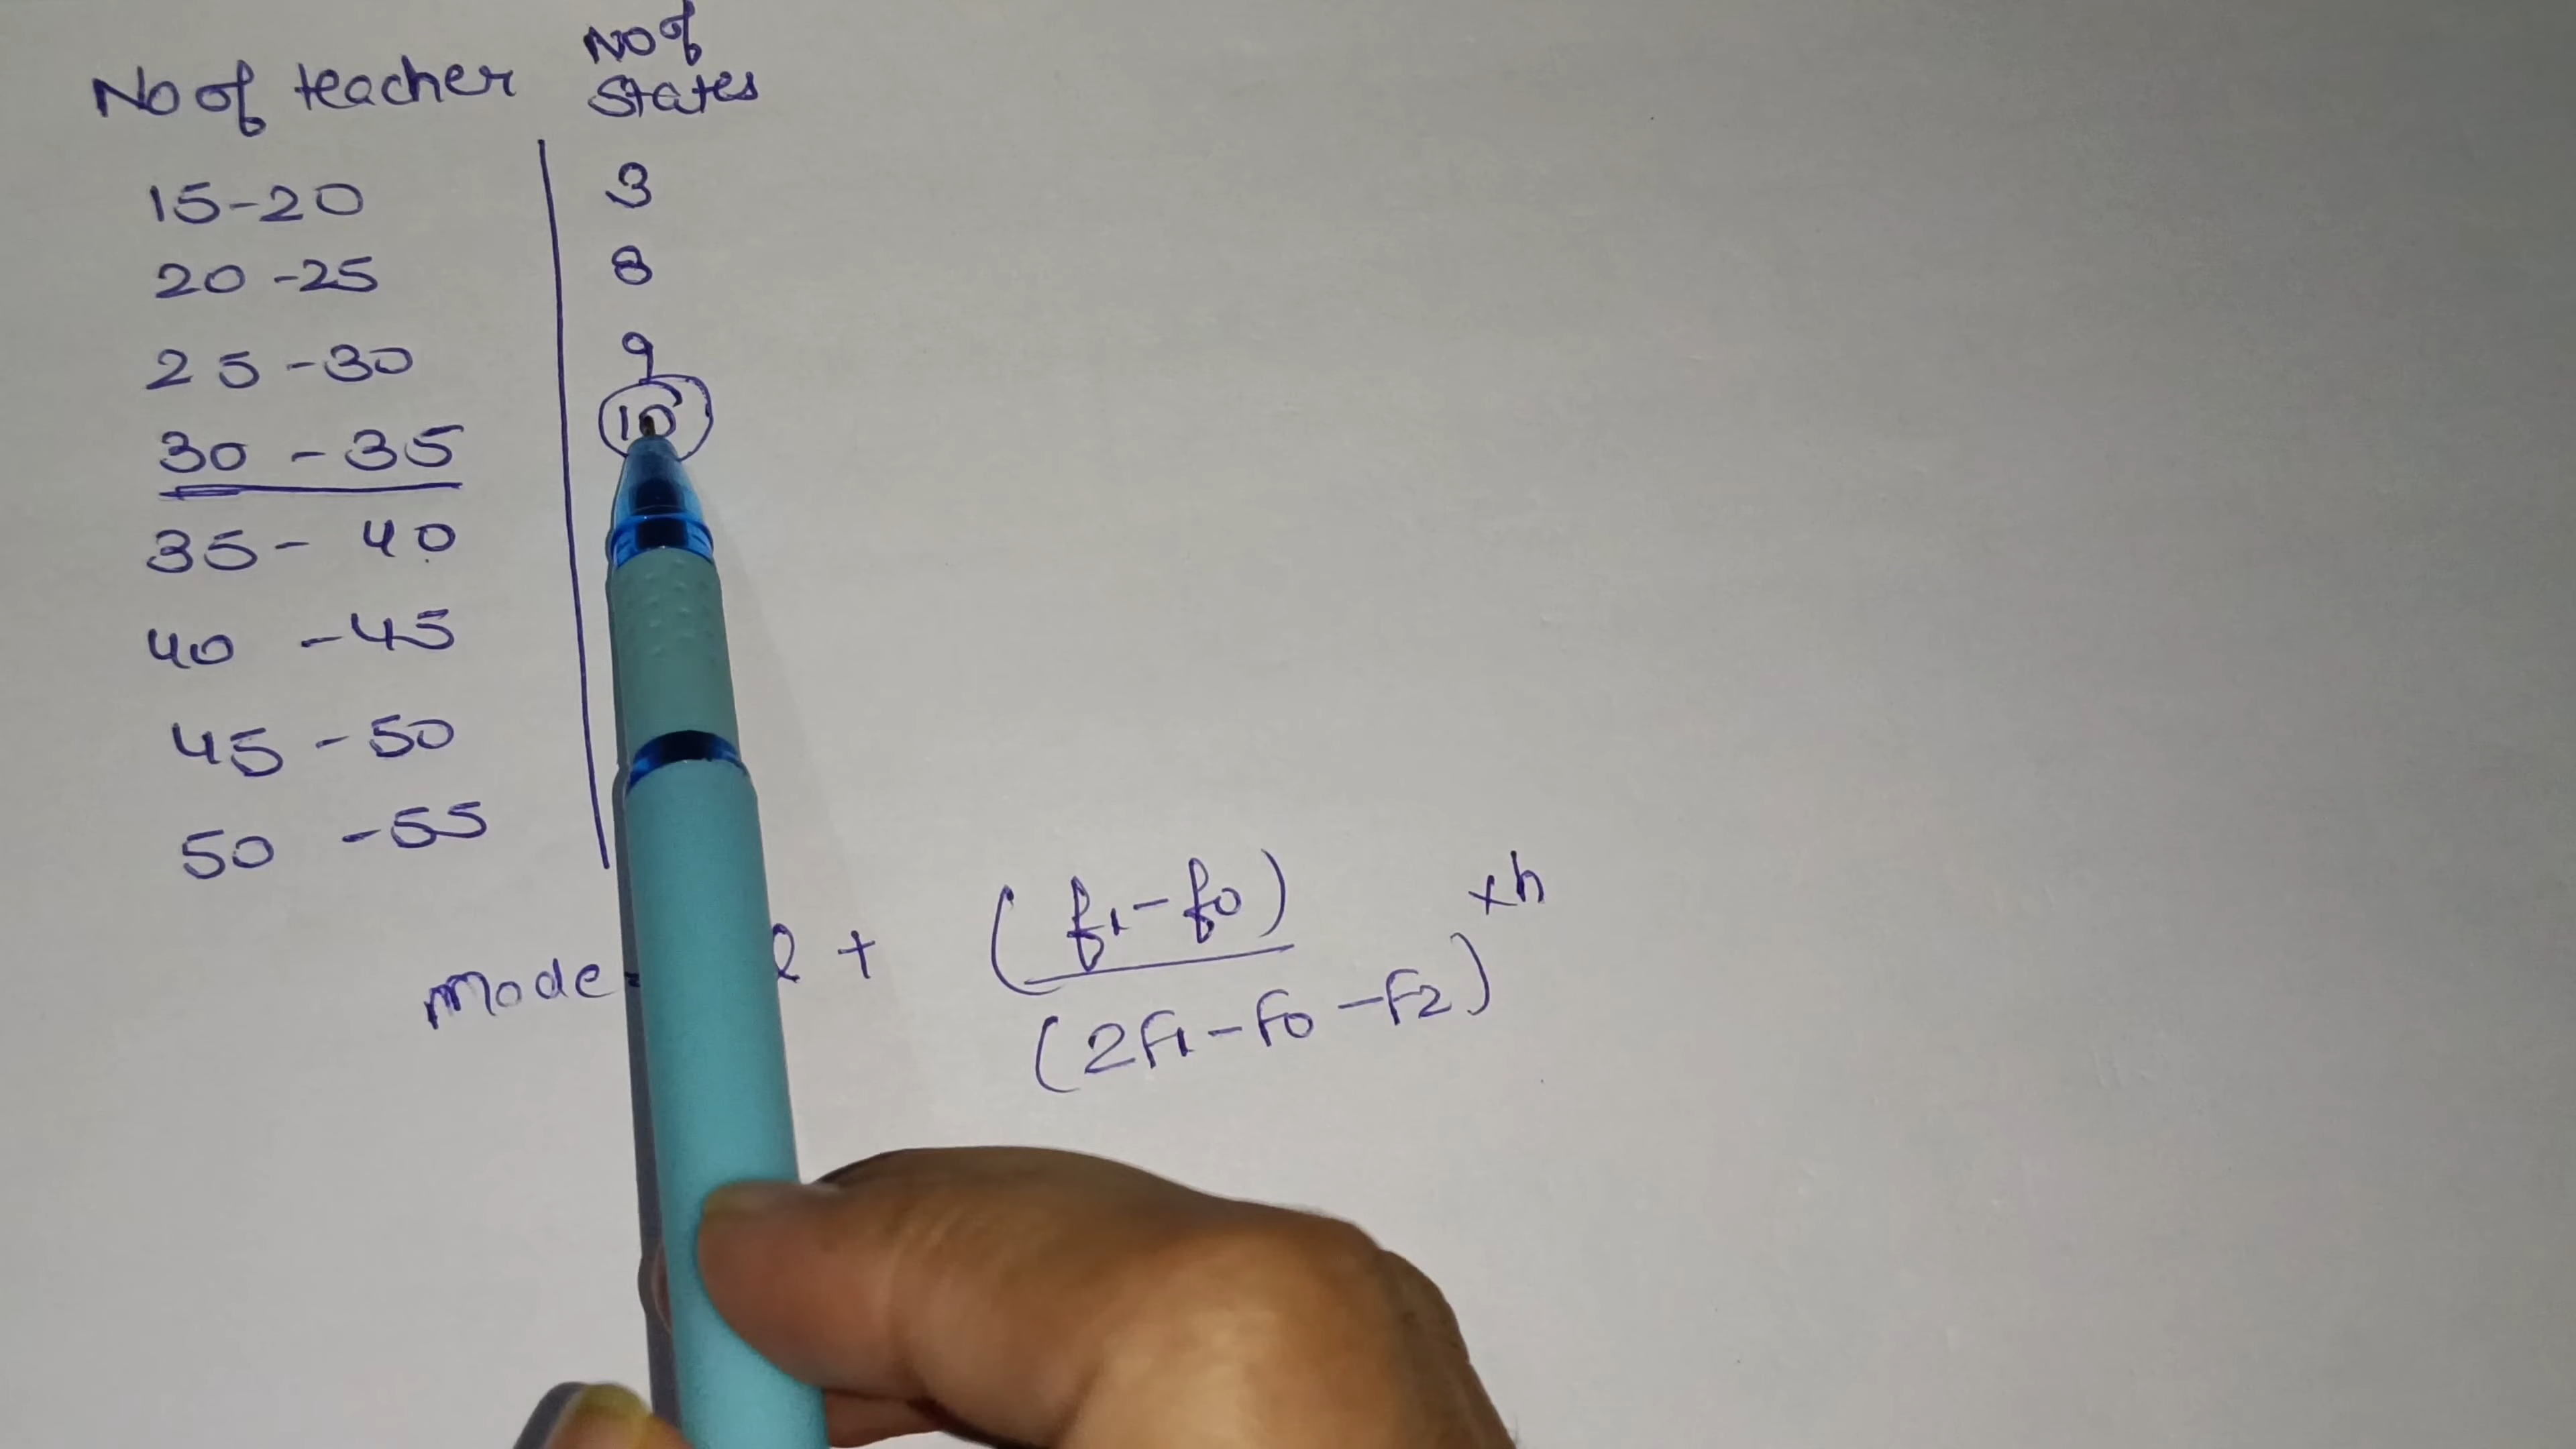 No of teacher No of States
15-20 3
20-25 8
25-30 9
30-35 10
35-40
40-45
45-50
50-55
Mode = l + (f1-f0) xh
(2f1-f0-f2)